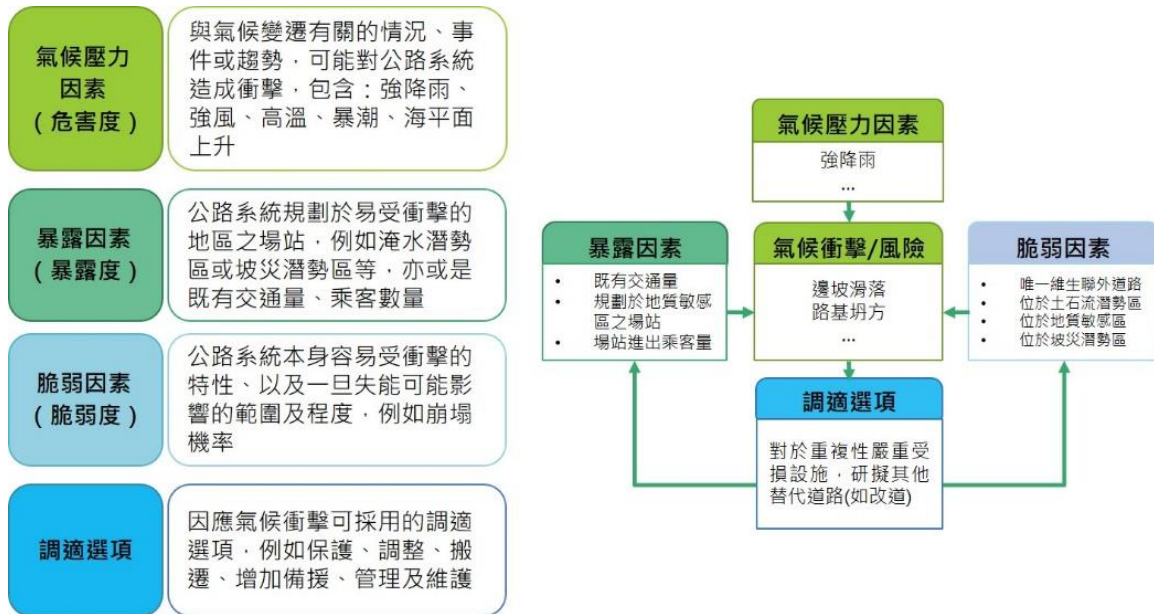 氣候壓力
因素
（危害度）
與氣候變遷有關的情況、事
件或趨勢，可能對公路系統
造成衝擊，包含：強降雨、
強風、高溫、暴潮、海平面
上升
暴露因素
（暴露度）
公路系統規劃於易受衝擊的
地區之場站，例如淹水潛勢
區或坡災潛勢區等，亦或是
既有交通量、乘客數量
脆弱因素
（脆弱度）
公路系統本身容易受衝擊的
特性、以及一旦失能可能影
響的範圍及程度，例如崩塌
機率
調適選項
因應氣候衝擊可採用的調適
選項，例如保護、調整、搬
遷、增加備援、管理及維護
氣候壓力因素
強降雨
...
暴露因素
• 既有交通量
• 規劃於地質敏感
區之場站
• 場站進出乘客量
氣候衝擊/風險
邊坡滑落
路基坍方
...
脆弱因素
• 唯一維生聯外道路
• 位於土石流潛勢區
• 位於地質敏感區
• 位於坡災潛勢區
調適選項
對於重複性嚴重受
損設施，研擬其他
替代道路(如改道)